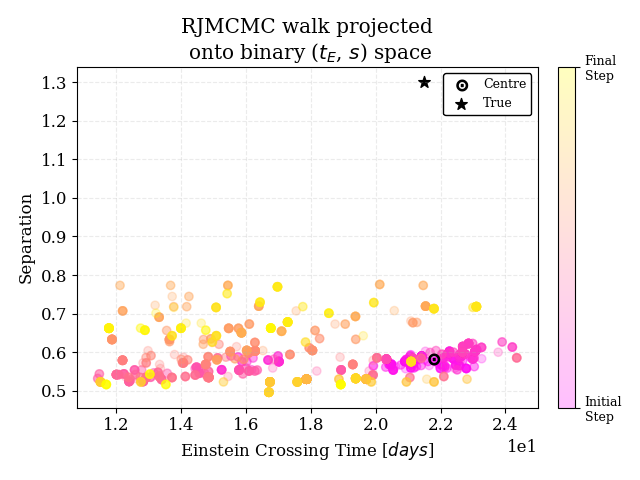 RJMCMC walk projected
onto binary (t_E, s) space
Final
Step
1.3
Centre
True
1.2
1.1
1.0
0.9
Separation
0.8
0.7
0.6
0.5
Initial
Step
1.2
1.4
1.6
1.8
2.0
2.2
2.4
1e1
Einstein Crossing Time [days]